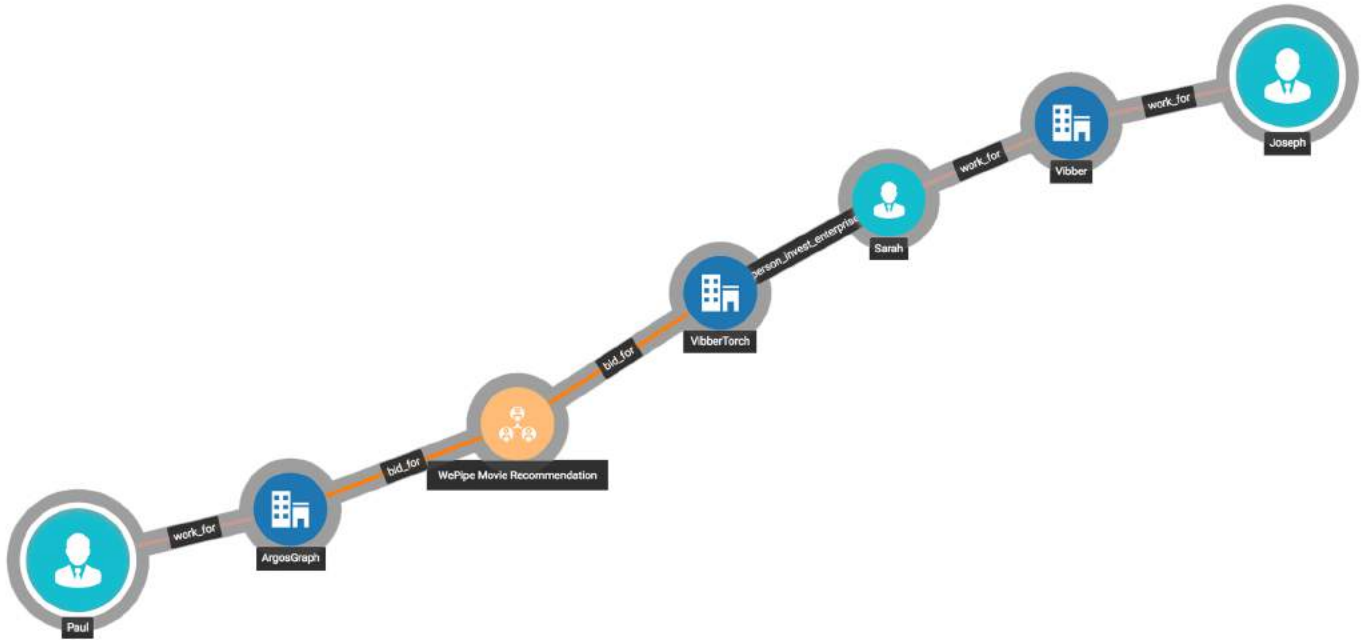 Joseph
work_for
Vibber
work_for
Sarah
person_invest_enterprise
VibberTorch
bid_for
WePipe Movie Recommendation
bid_for
ArgosGraph
work_for
Paul